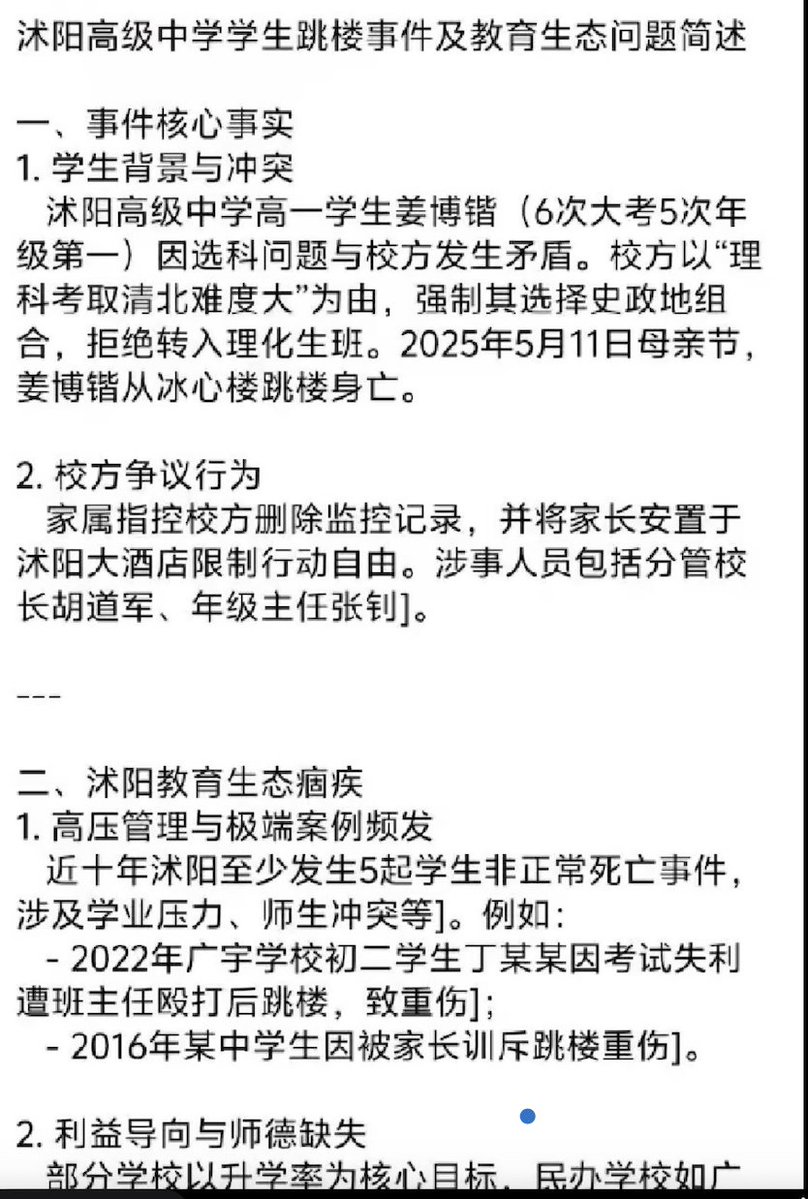 沭阳高级中学学生跳楼事件及教育生态问题简述
一、事件核心事实
1. 学生背景与冲突
沭阳高级中学高一学生姜博锴（6次大考5次年
级第一）因选科问题与校方发生矛盾。校方以“理
科考取清北难度大”为由，强制其选择史政地组
合，拒绝转入理化生班。2025年5月11日母亲节，
姜博锴从冰心楼跳楼身亡。
2. 校方争议行为
家属指控校方删除监控记录，并将家长安置于
沭阳大酒店限制行动自由。涉事人员包括分管校
长胡道军、年级主任张钊]。
---
二、沭阳教育生态痼疾
1. 高压管理与极端案例频发
近十年沭阳至少发生5起学生非正常死亡事件，
涉及学业压力、师生冲突等]。例如：
- 2022年广宇学校初二学生丁某某因考试失利
遭班主任殴打后跳楼，致重伤]；
- 2016年某中学生因被家长训斥跳楼重伤]。
2. 利益导向与师德缺失
部分学校以升学率为核心目标，民办学校如广